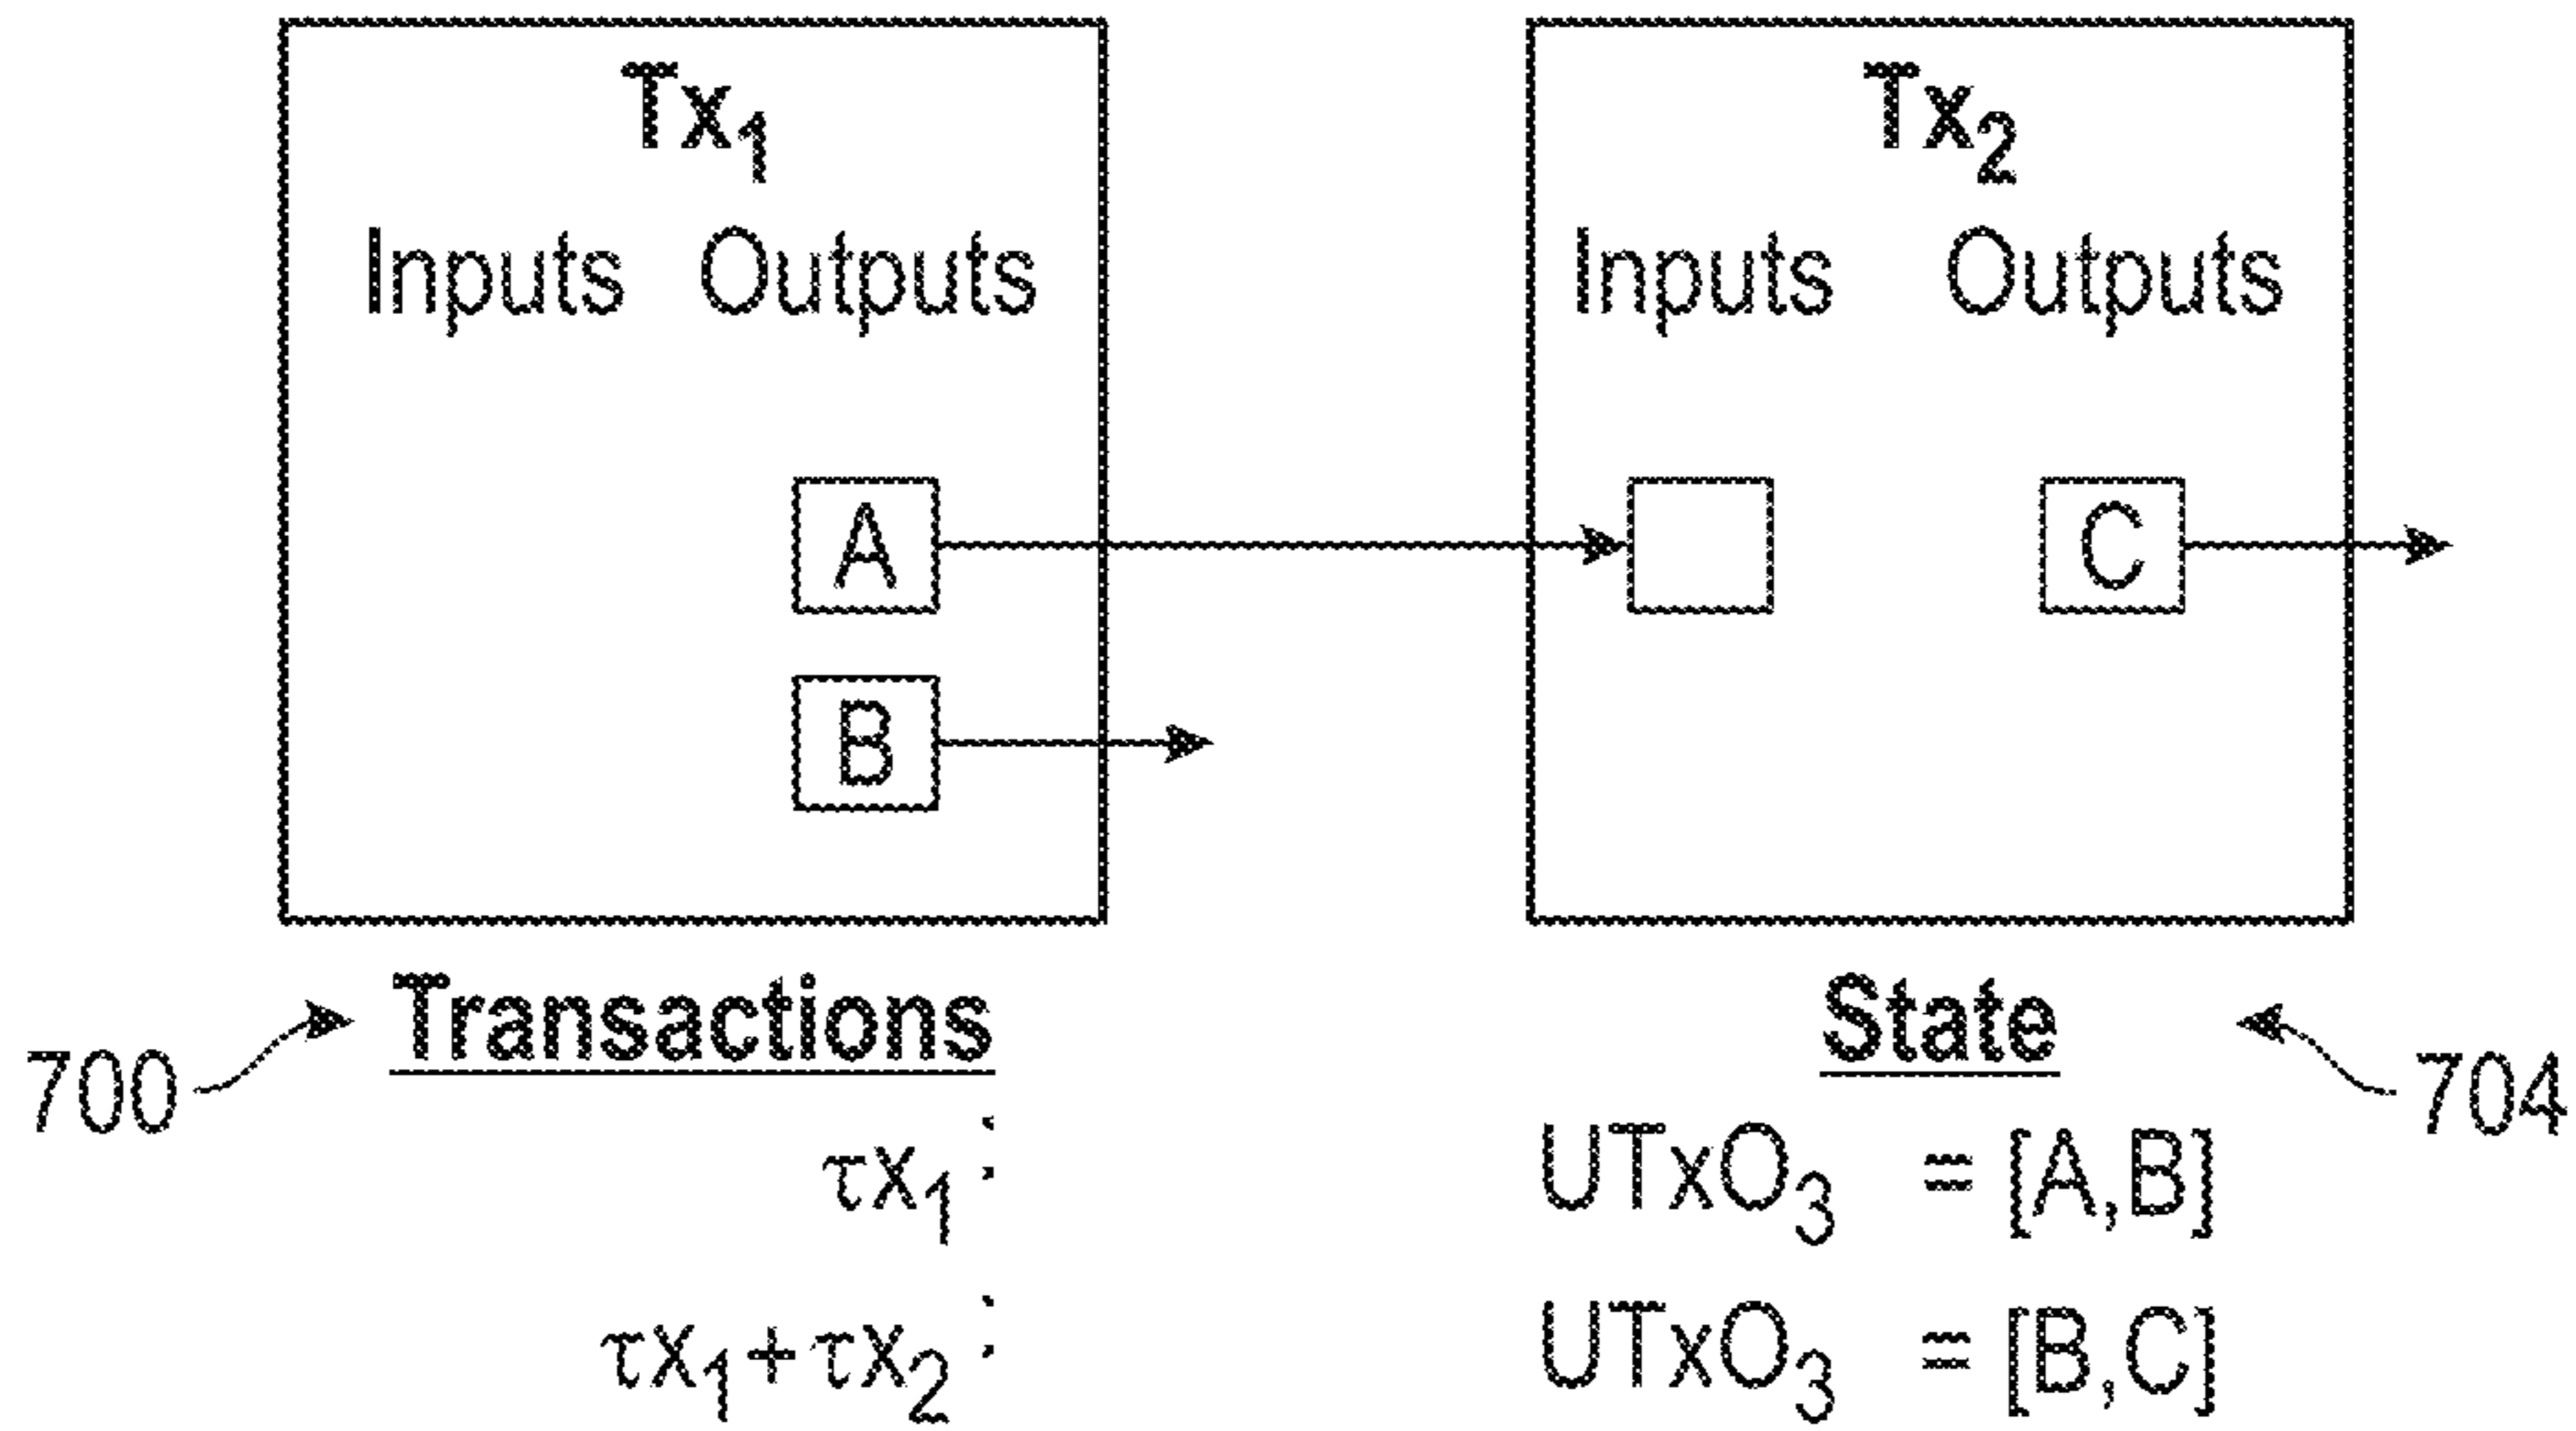 Tx₁
Inputs Outputs
A
B
Tx₂
Inputs Outputs
C
700
Transactions
State
704
τx₁ : UTxO₃ = [A,B]
τx₁+τx₂ : UTxO₃ = [B,C]